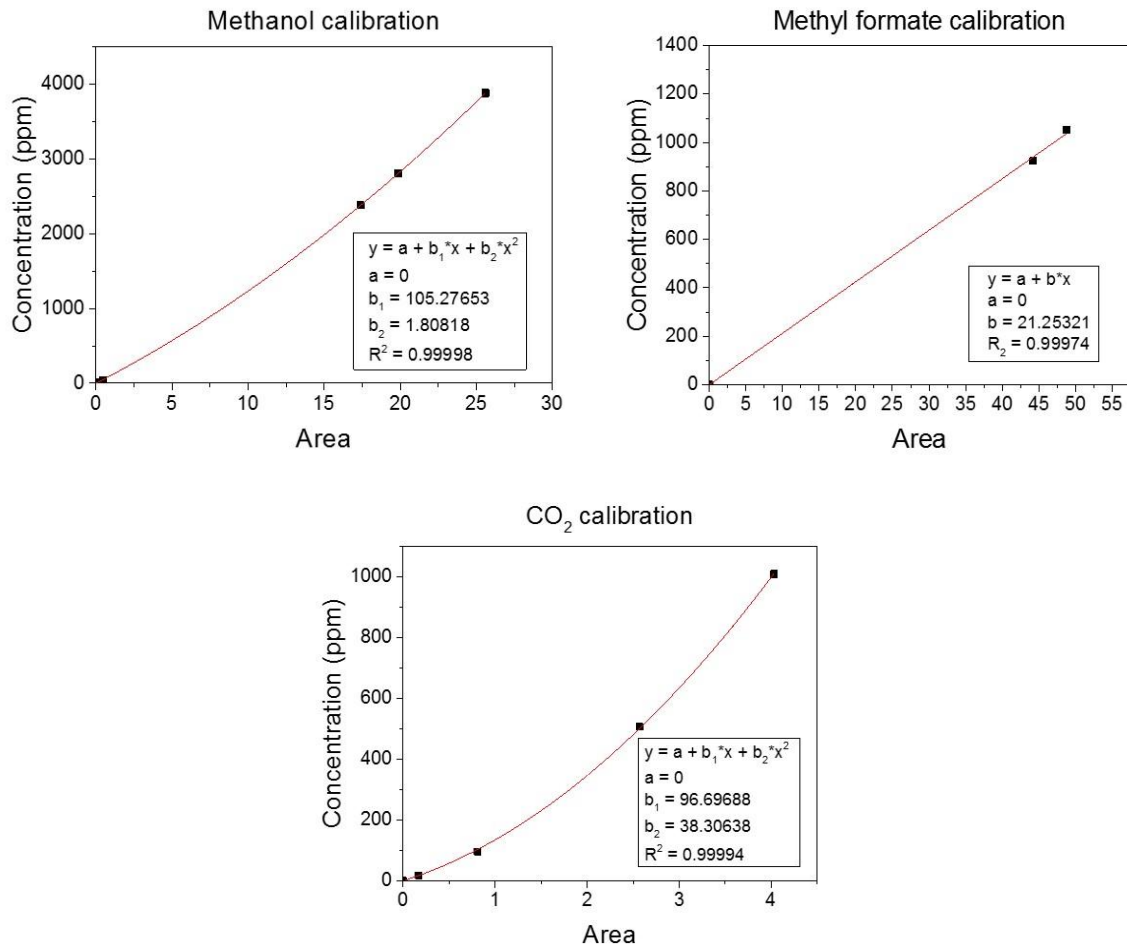 Methanol calibration
4000
3000
2000
1000
0
Concentration (ppm)
y = a + b₁*x + b₂*x²
a = 0
b₁ = 105.27653
b₂ = 1.80818
R² = 0.99998
0 5 10 15 20 25 30
Area
Methyl formate calibration
1400
1200
1000
800
600
400
200
0
Concentration (ppm)
y = a + b*x
a = 0
b = 21.25321
R₂ = 0.99974
0 5 10 15 20 25 30 35 40 45 50 55
Area
CO₂ calibration
1000
800
600
400
200
0
Concentration (ppm)
y = a + b₁*x + b₂*x²
a = 0
b₁ = 96.69688
b₂ = 38.30638
R² = 0.99994
0 1 2 3 4
Area